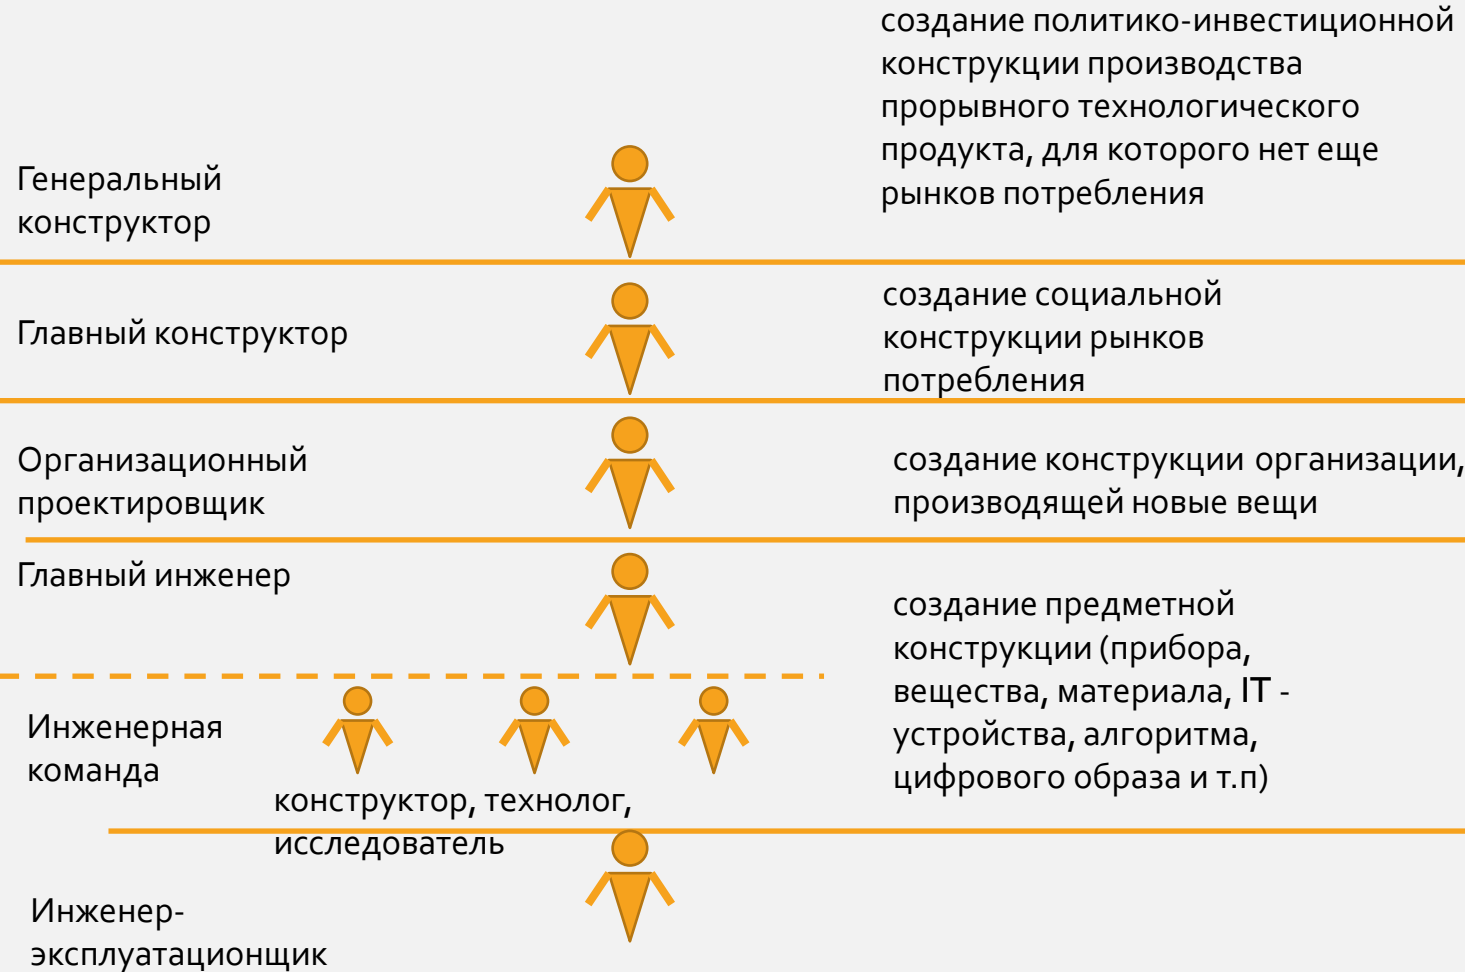 создание политико-инвестиционной
конструкции производства
прорывного технологического
продукта, для которого нет еще
рынков потребления
Генеральный
конструктор
создание социальной
конструкции рынков
потребления
Главный конструктор
Организационный
проектировщик
создание конструкции организации,
производящей новые вещи
Главный инженер
создание предметной
конструкции (прибора,
вещества, материала, IT -
устройства, алгоритма,
цифрового образа и т.п)
Инженерная
команда
конструктор, технолог,
исследователь
Инженер-
эксплуатационщик